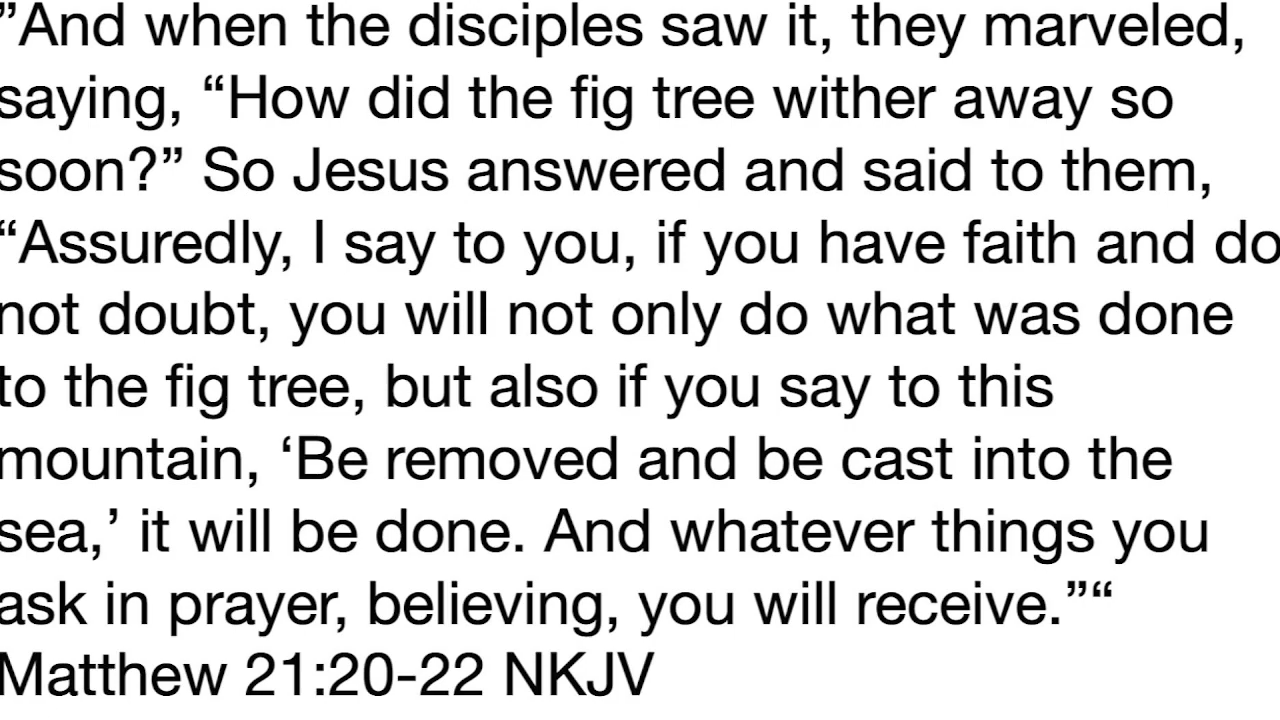 ”And when the disciples saw it, they marveled,
saying, “How did the fig tree wither away so
soon?” So Jesus answered and said to them,
“Assuredly, I say to you, if you have faith and do
not doubt, you will not only do what was done
to the fig tree, but also if you say to this
mountain, ‘Be removed and be cast into the
sea,’ it will be done. And whatever things you
ask in prayer, believing, you will receive.”“
Matthew 21:20-22 NKJV